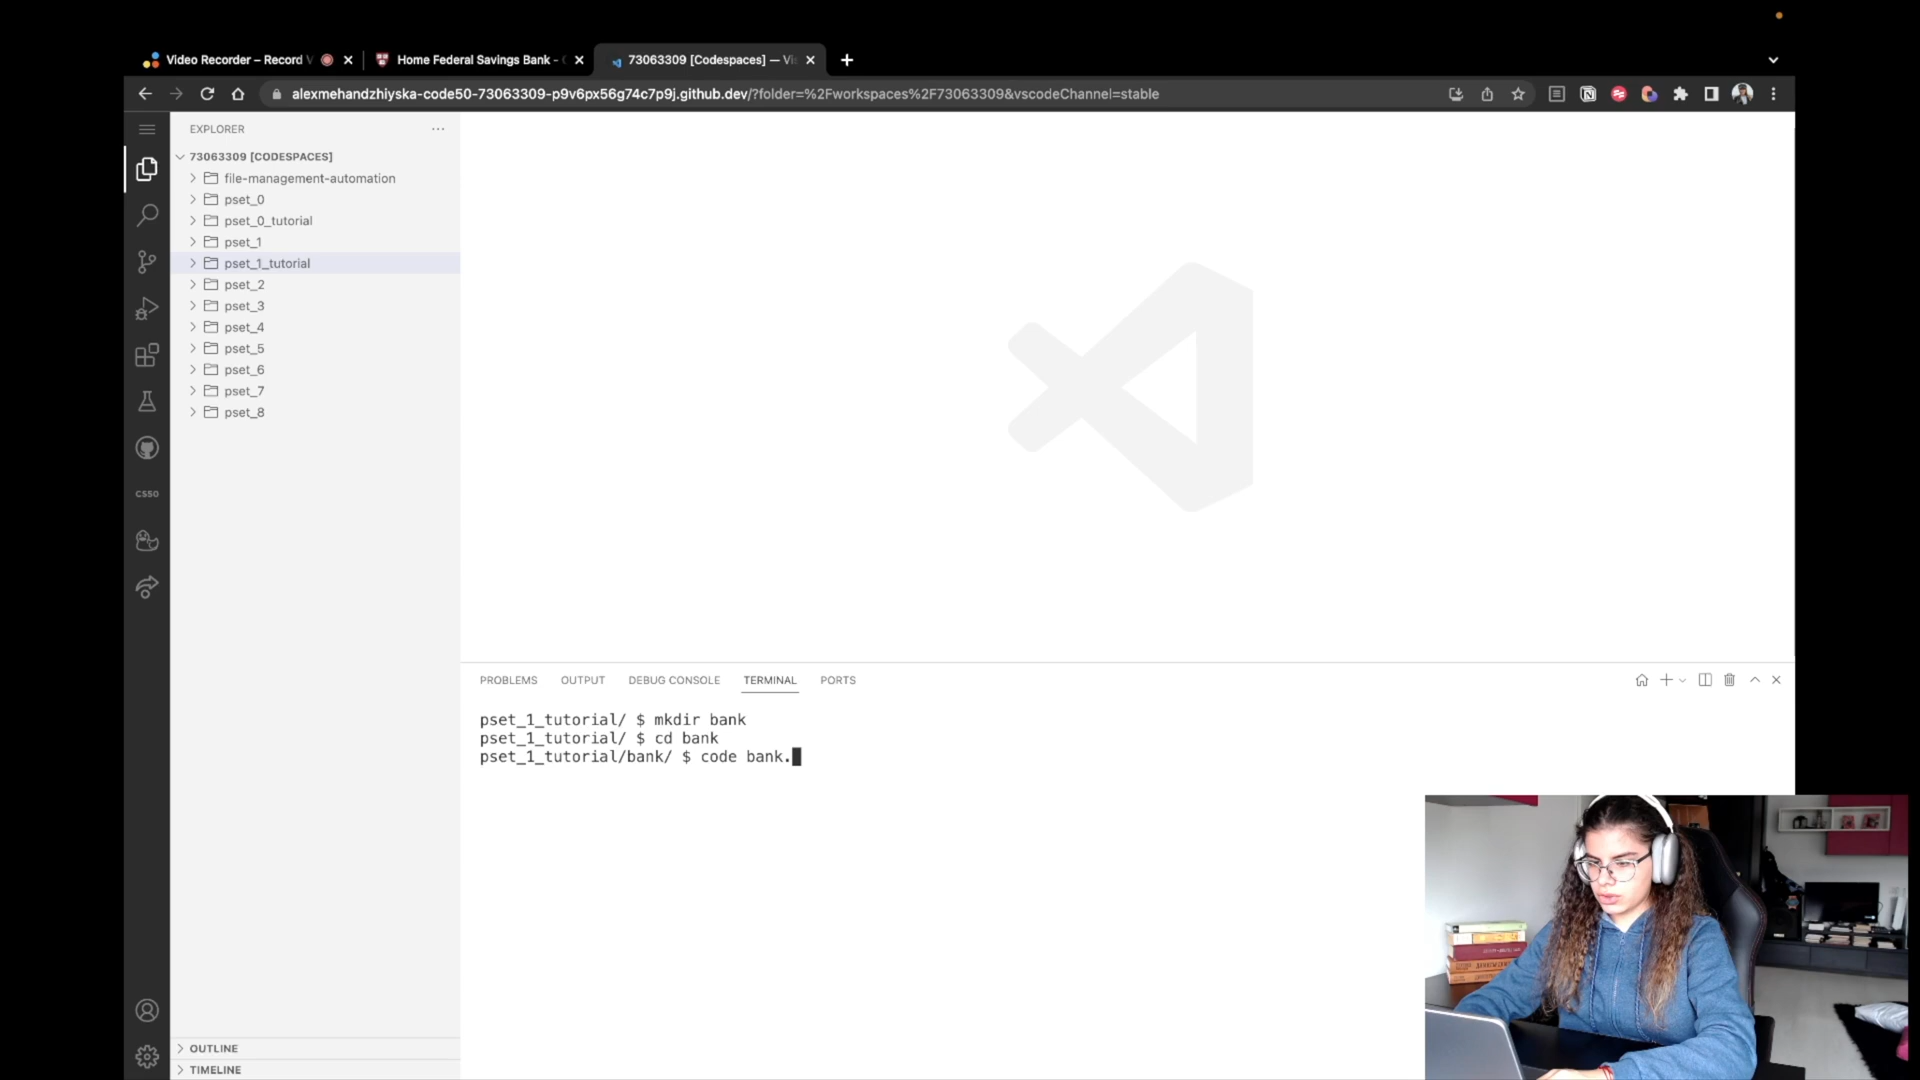 Video Recorder – Record V
Home Federal Savings Bank -
73063309 [Codespaces] — Vi
alexmehandzhiyska-code50-73063309-p9v6px56g74c7p9j.github.dev/?folder=%2Fworkspaces%2F73063309&vscodeChannel=stable
EXPLORER
73063309 [CODESPACES]
file-management-automation
pset_0
pset_0_tutorial
pset_1
pset_1_tutorial
pset_2
pset_3
pset_4
pset_5
pset_6
pset_7
pset_8
CS50
OUTLINE
TIMELINE
PROBLEMS OUTPUT DEBUG CONSOLE TERMINAL PORTS
pset_1_tutorial/ $ mkdir bank
pset_1_tutorial/ $ cd bank
pset_1_tutorial/bank/ $ code bank.